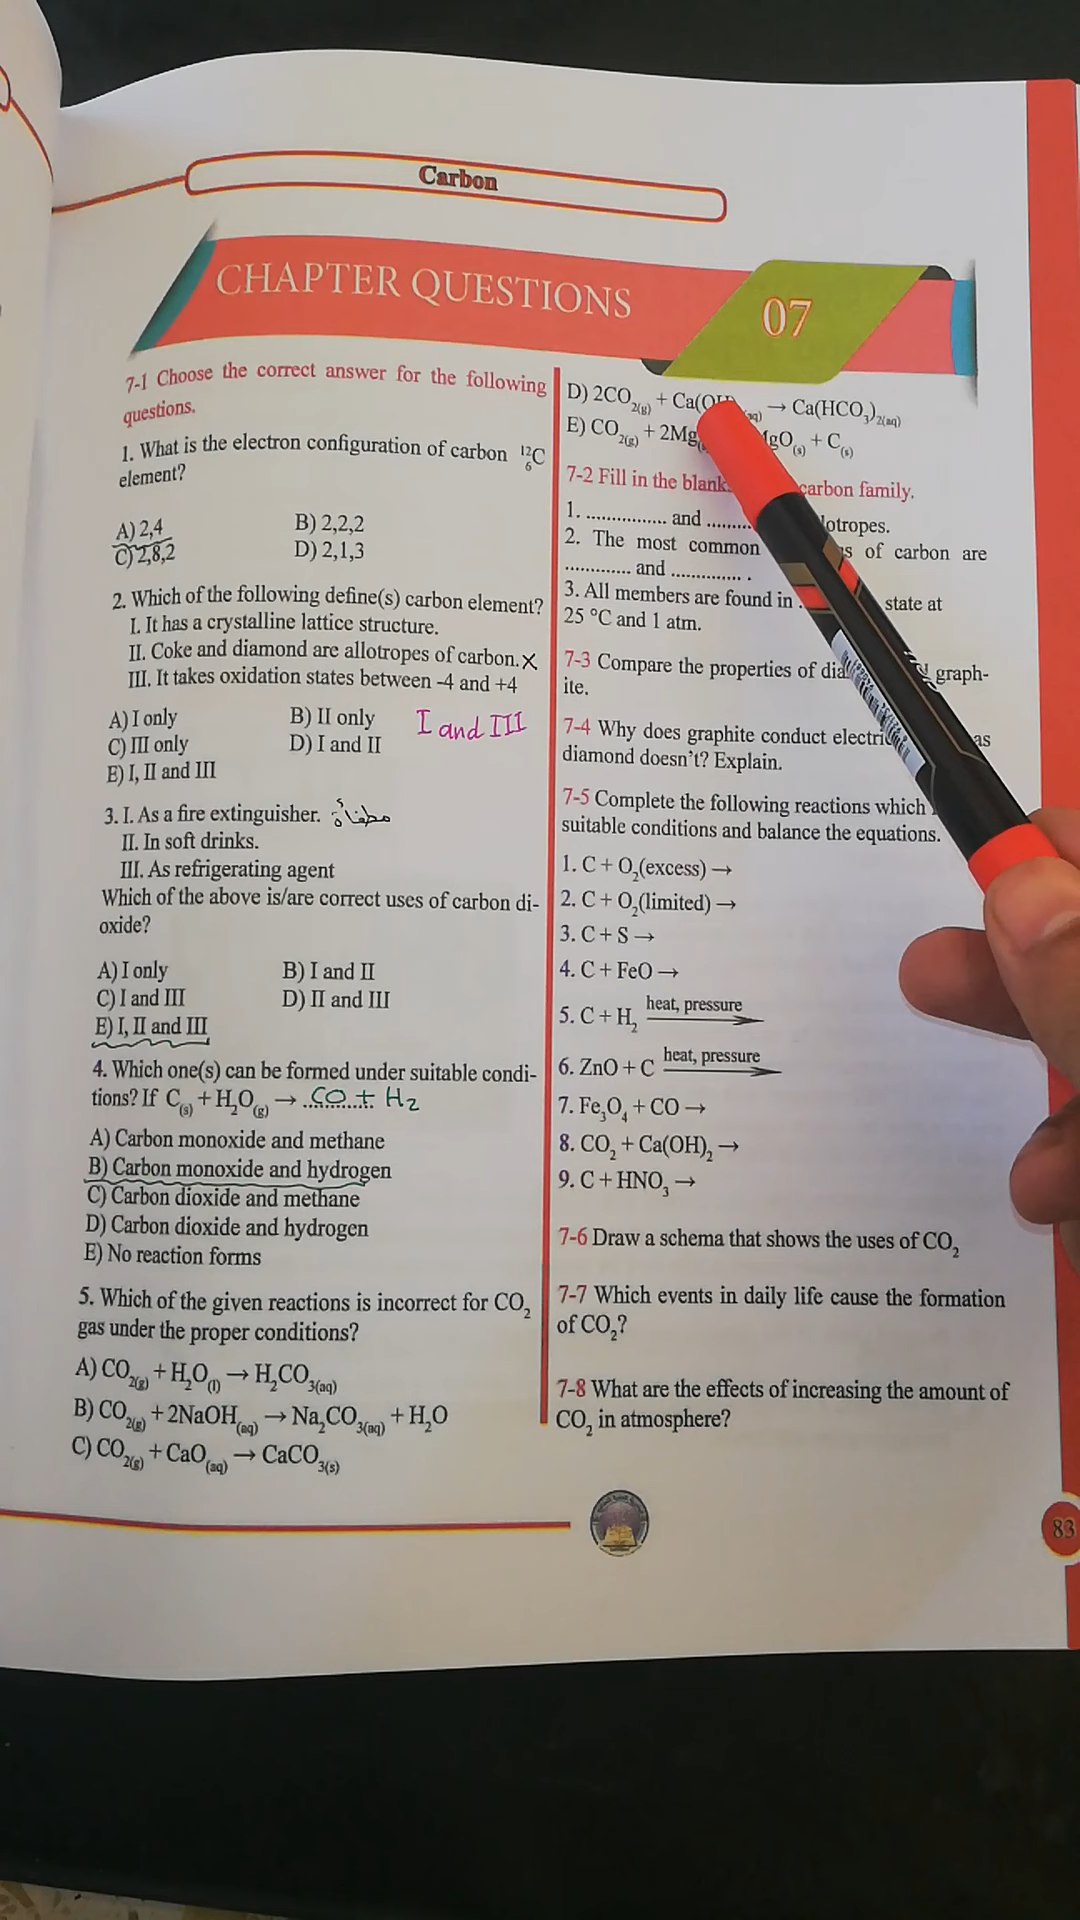 Carbon
CHAPTER QUESTIONS
07
7-1 Choose the correct answer for the following
questions.
1. What is the electron configuration of carbon ¹²₆C
element?
A) 2,4
B) 2,2,2
C) 2,8,2
D) 2,1,3
2. Which of the following define(s) carbon element?
I. It has a crystalline lattice structure.
II. Coke and diamond are allotropes of carbon. X
III. It takes oxidation states between -4 and +4
A) I only
B) II only
I and III
C) III only
D) I and II
E) I, II and III
3. I. As a fire extinguisher. مطفأة
II. In soft drinks.
III. As refrigerating agent
Which of the above is/are correct uses of carbon di-
oxide?
A) I only
B) I and II
C) I and III
D) II and III
E) I, II and III
4. Which one(s) can be formed under suitable condi-
tions? If C(s) + H₂O(g) → CO + H₂
A) Carbon monoxide and methane
B) Carbon monoxide and hydrogen
C) Carbon dioxide and methane
D) Carbon dioxide and hydrogen
E) No reaction forms
5. Which of the given reactions is incorrect for CO₂
gas under the proper conditions?
A) CO₂(g) + H₂O(l) → H₂CO₃(aq)
B) CO₂(g) + 2NaOH(aq) → Na₂CO₃(aq) + H₂O
C) CO₂(g) + CaO(aq) → CaCO₃(s)
D) 2CO₂(g) + Ca(OH → Ca(HCO₃)₂(aq)
E) CO₂(g) + 2Mg MgO(s) + C(s)
7-2 Fill in the blank carbon family.
1. ................ and .........
2. The most common of carbon are
............. and .............. .
3. All members are found in state at
25 °C and 1 atm.
7-3 Compare the properties of graph-
ite.
7-4 Why does graphite conduct as
diamond doesn't? Explain.
7-5 Complete the following reactions which
suitable conditions and balance the equations.
1. C + O₂(excess) →
2. C + O₂(limited) →
3. C + S →
4. C + FeO →
5. C + H₂ heat, pressure →
6. ZnO + C heat, pressure →
7. Fe₃O₄ + CO →
8. CO₂ + Ca(OH)₂ →
9. C + HNO₃ →
7-6 Draw a schema that shows the uses of CO₂
7-7 Which events in daily life cause the formation
of CO₂?
7-8 What are the effects of increasing the amount of
CO₂ in atmosphere?
83